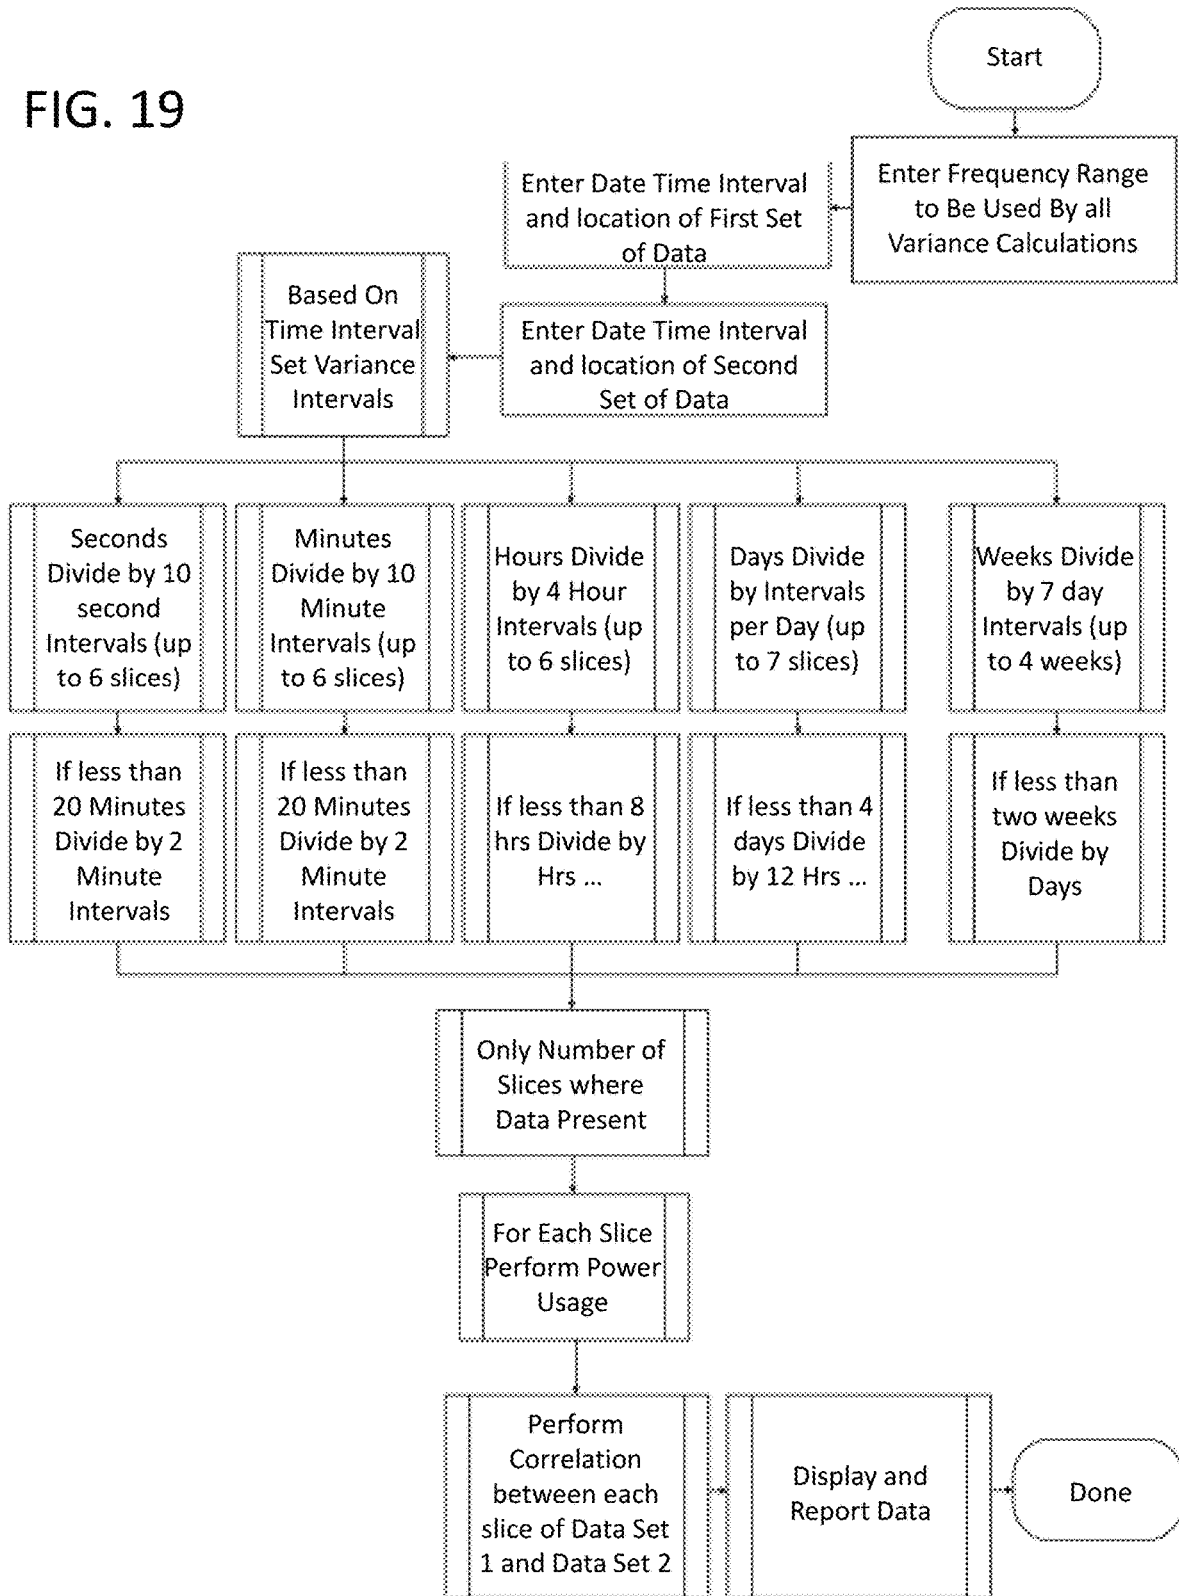 FIG. 19
Start
Enter Frequency Range
to Be Used By all
Variance Calculations
Enter Date Time Interval
and location of First Set
of Data
Enter Date Time Interval
and location of Second
Set of Data
Based On
Time Interval
Set Variance
Intervals
Seconds
Divide by 10
second
Intervals (up
to 6 slices)
Minutes
Divide by 10
Minute
Intervals (up
to 6 slices)
Hours Divide
by 4 Hour
Intervals (up
to 6 slices)
Days Divide
by Intervals
per Day (up
to 7 slices)
Weeks Divide
by 7 day
Intervals (up
to 4 weeks)
If less than
20 Minutes
Divide by 2
Minute
Intervals
If less than
20 Minutes
Divide by 2
Minute
Intervals
If less than 8
hrs Divide by
Hrs ...
If less than 4
days Divide
by 12 Hrs ...
If less than
two weeks
Divide by
Days
Only Number of
Slices where
Data Present
For Each Slice
Perform Power
Usage
Perform
Correlation
between each
slice of Data Set
1 and Data Set 2
Display and
Report Data
Done